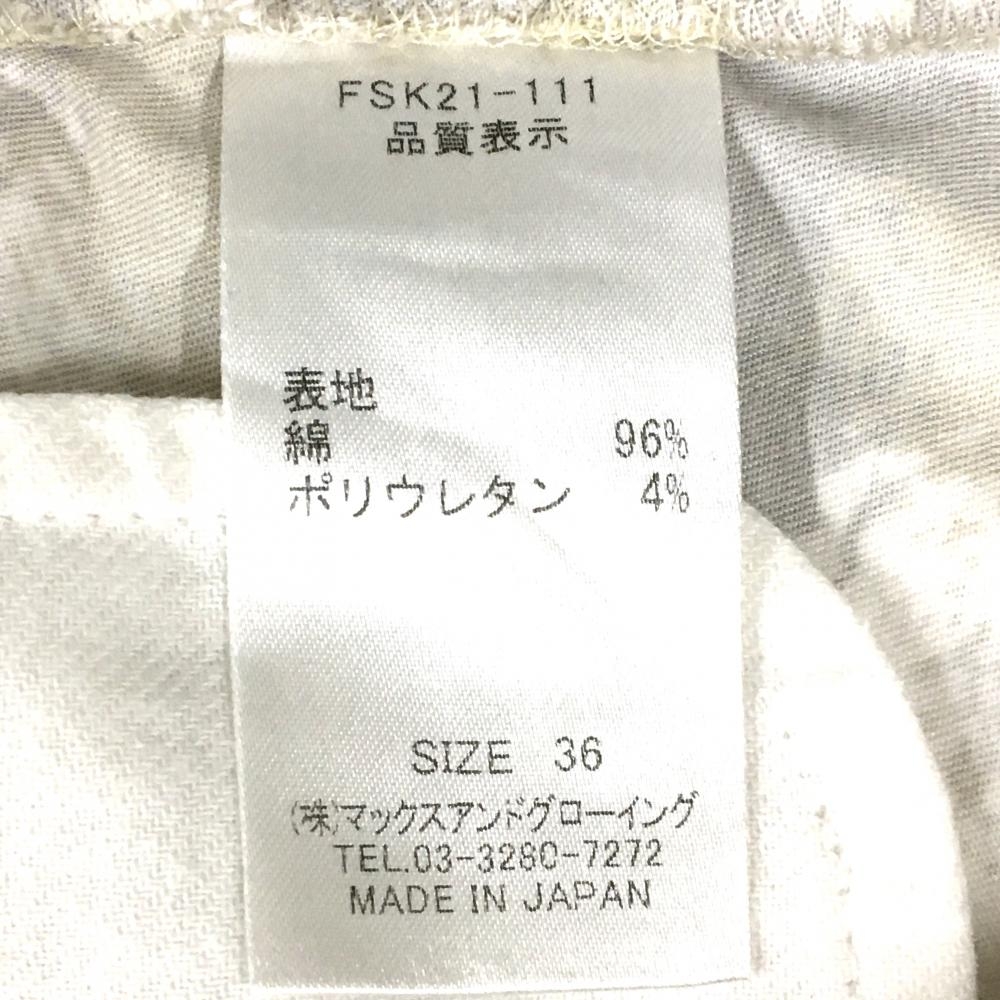 FSK21-111
品質表示
表地
綿 96%
ポリウレタン 4%
SIZE 36
(株)マックスアンドグローイング
TEL.03-3280-7272
MADE IN JAPAN